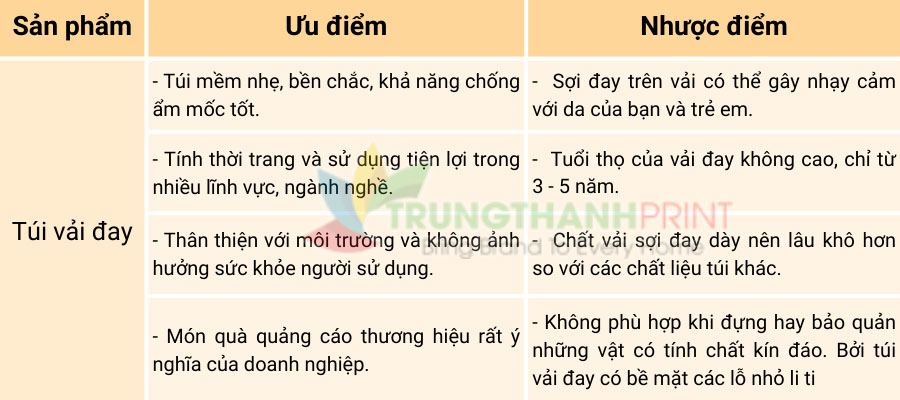 Sản phẩm
Ưu điểm
Nhược điểm
Túi vải đay
- Túi mềm nhẹ, bền chắc, khả năng chống
ẩm mốc tốt.
- Sợi đay trên vải có thể gây nhạy cảm
với da của bạn và trẻ em.
- Tính thời trang và sử dụng tiện lợi trong
nhiều lĩnh vực, ngành nghề.
- Tuổi thọ của vải đay không cao, chỉ từ
3 - 5 năm.
- Thân thiện với môi trường và không ảnh
hưởng sức khỏe người sử dụng.
- Chất vải sợi đay dày nên lâu khô hơn
so với các chất liệu túi khác.
- Món quà quảng cáo thương hiệu rất ý
nghĩa của doanh nghiệp.
- Không phù hợp khi đựng hay bảo quản
những vật có tính chất kín đáo. Bởi túi
vải đay có bề mặt các lỗ nhỏ li ti
TRUNGTHANHPRINT
Bring Brand To Every Home